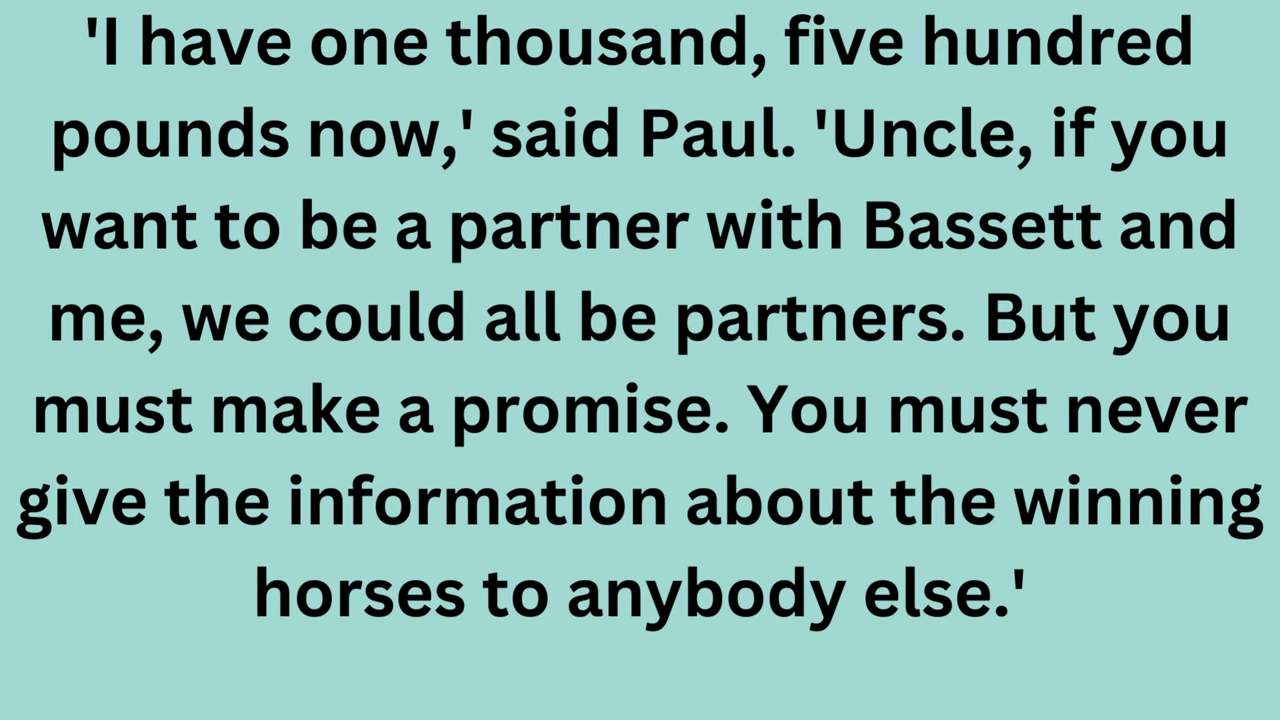 'I have one thousand, five hundred
pounds now,' said Paul. 'Uncle, if you
want to be a partner with Bassett and
me, we could all be partners. But you
must make a promise. You must never
give the information about the winning
horses to anybody else.'